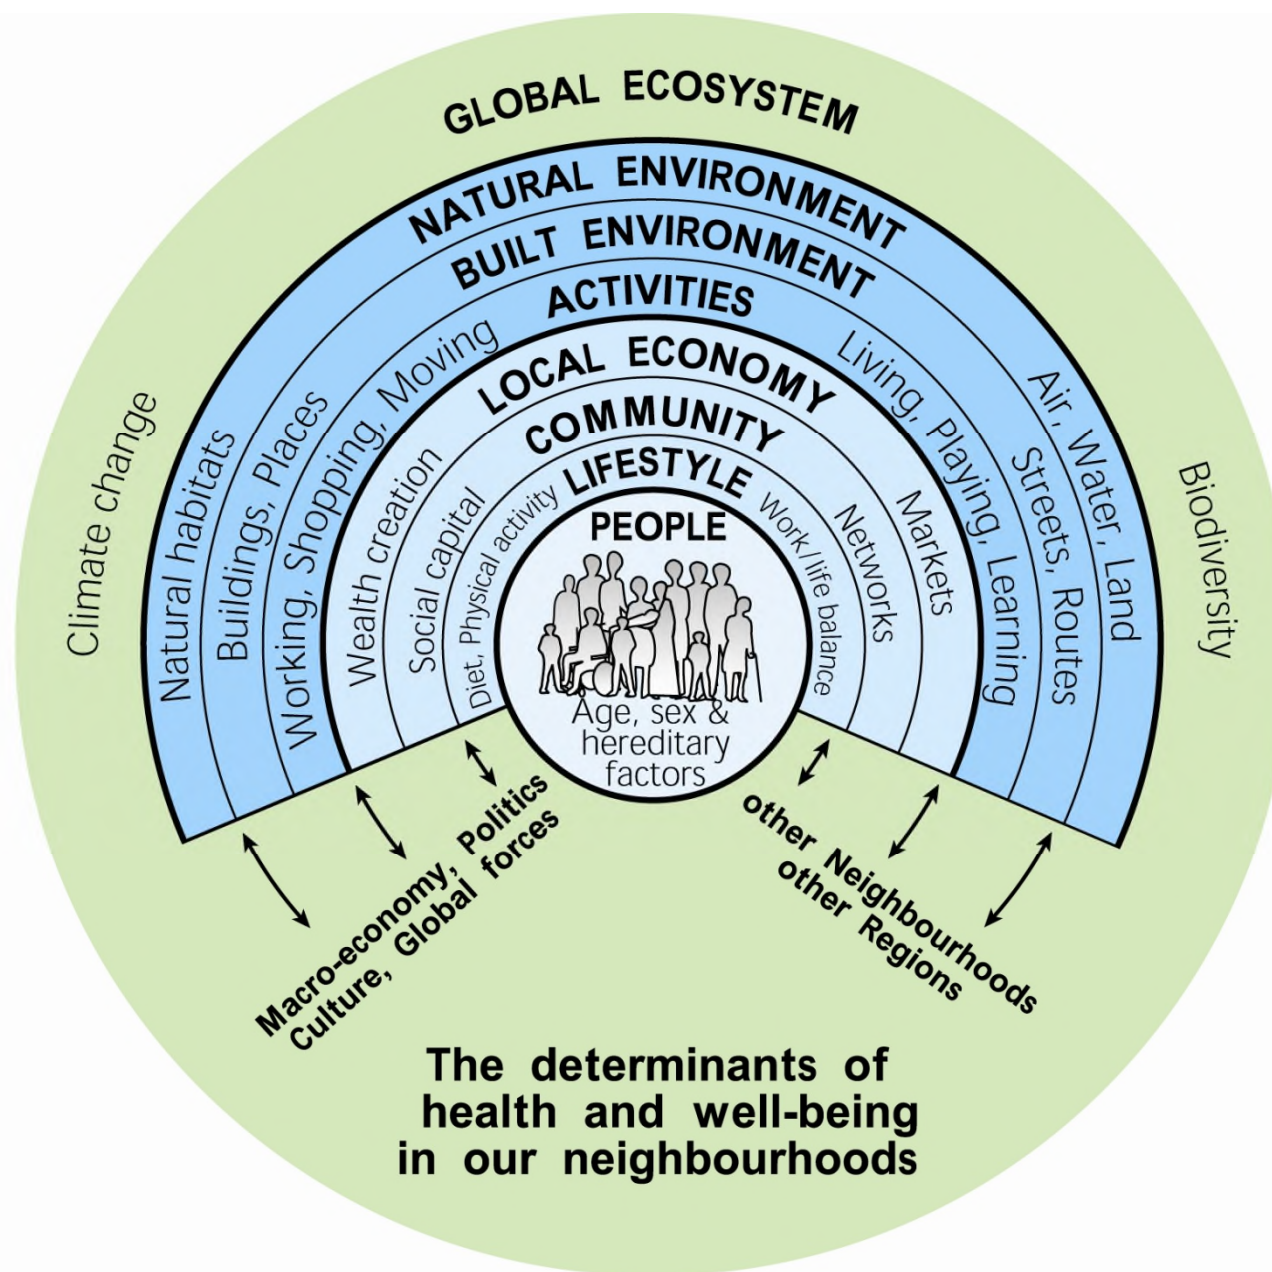 GLOBAL ECOSYSTEM
NATURAL ENVIRONMENT
BUILT ENVIRONMENT
ACTIVITIES
LOCAL ECONOMY
COMMUNITY
LIFESTYLE
PEOPLE
Age, sex &
hereditary
factors
Climate change
Natural habitats
Buildings, Places
Working, Shopping, Moving
Wealth creation
Social capital
Diet, Physical activity
Work/life balance
Networks
Markets
Living, Playing, Learning
Streets, Routes
Air, Water, Land
Biodiversity
Macro-economy, Politics
Culture, Global forces
other Neighbourhoods
other Regions
The determinants of
health and well-being
in our neighbourhoods